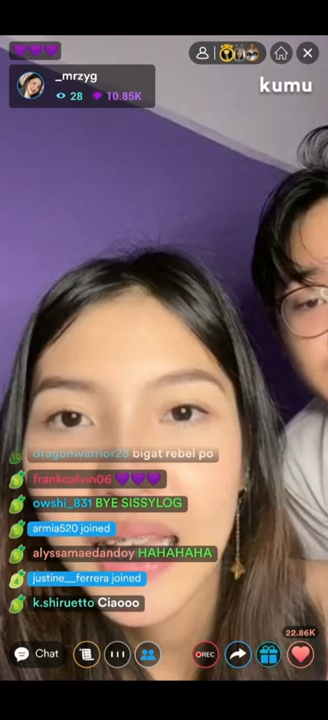 _mrzyg
28 10.85K
kumu
dragonwarrior23 bigat rebel po
frankcalvin06 💜💜💜
owshi_831 BYE SISSYLOG
armia520 joined
alyssamaedandoy HAHAHAHA
justine__ferrera joined
k.shiruetto Ciaooo
22.86K
Chat
REC